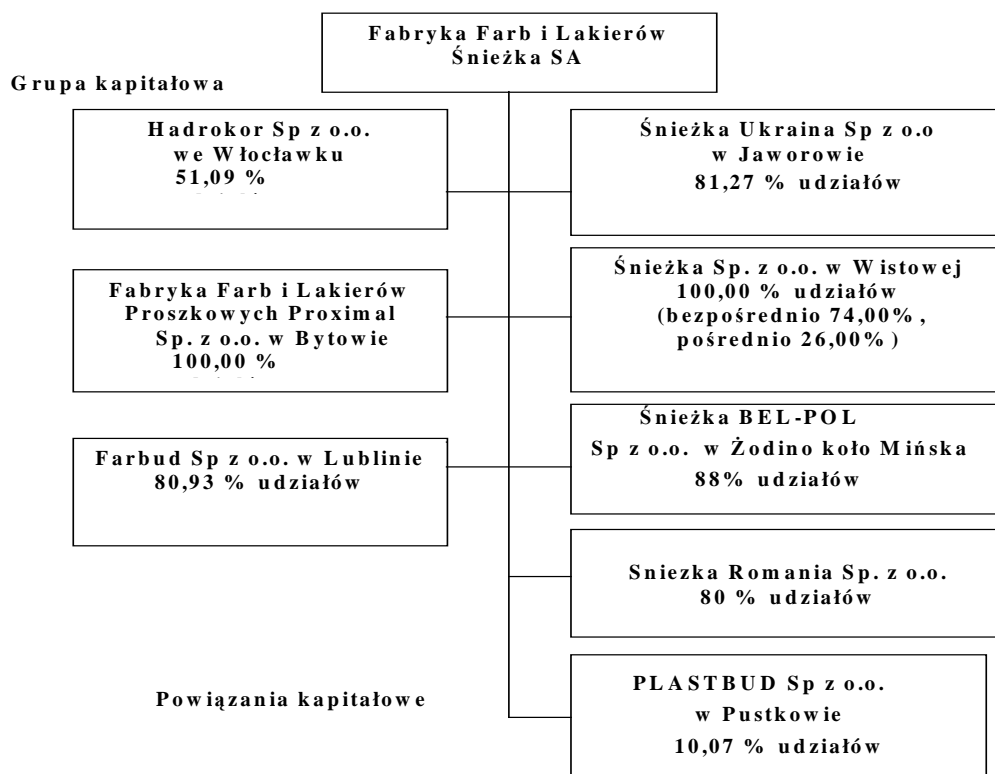 Fabryka Farb i Lakierów
Śnieżka SA
Grupa kapitałowa
Hadrokor Sp z o.o.
we Włocławku
51,09 %
Śnieżka Ukraina Sp z o.o
w Jaworowie
81,27 % udziałów
Fabryka Farb i Lakierów
Proszkowych Proximal
Sp. z o.o. w Bytowie
100,00 %
Śnieżka Sp. z o.o. w Wistowej
100,00 % udziałów
(bezpośrednio 74,00%,
pośrednio 26,00%)
Farbud Sp z o.o. w Lublinie
80,93 % udziałów
Śnieżka BEL-POL
Sp z o.o. w Żodino koło Mińska
88% udziałów
Sniezka Romania Sp. z o.o.
80 % udziałów
Powiązania kapitałowe
PLASTBUD Sp z o.o.
w Pustkowie
10,07 % udziałów